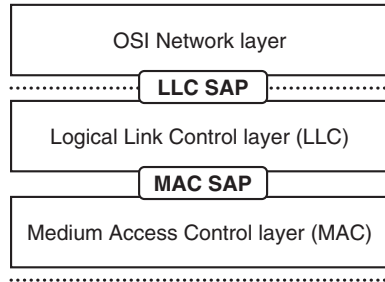 OSI Network layer
LLC SAP
Logical Link Control layer (LLC)
MAC SAP
Medium Access Control layer (MAC)